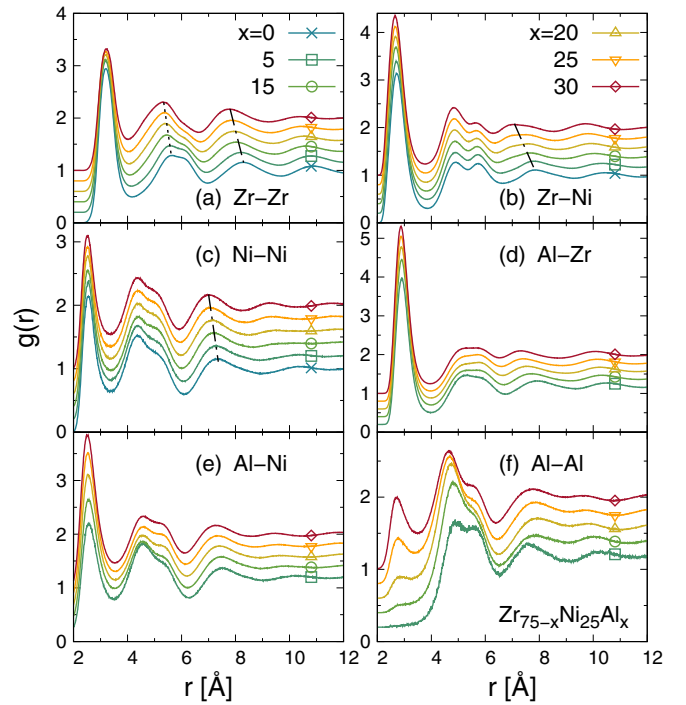 x=0
5
15
x=20
25
30
(a) Zr−Zr
(b) Zr−Ni
4
3
2
1
0
4
3
2
1
0
(c) Ni−Ni
(d) Al−Zr
g(r)
3
2
1
0
5
4
3
2
1
0
(e) Al−Ni
(f) Al−Al
3
2
1
0
2
1
0
Zr75-xNi25Alx
2 4 6 8 10 12
2 4 6 8 10 12
r [Å]
r [Å]